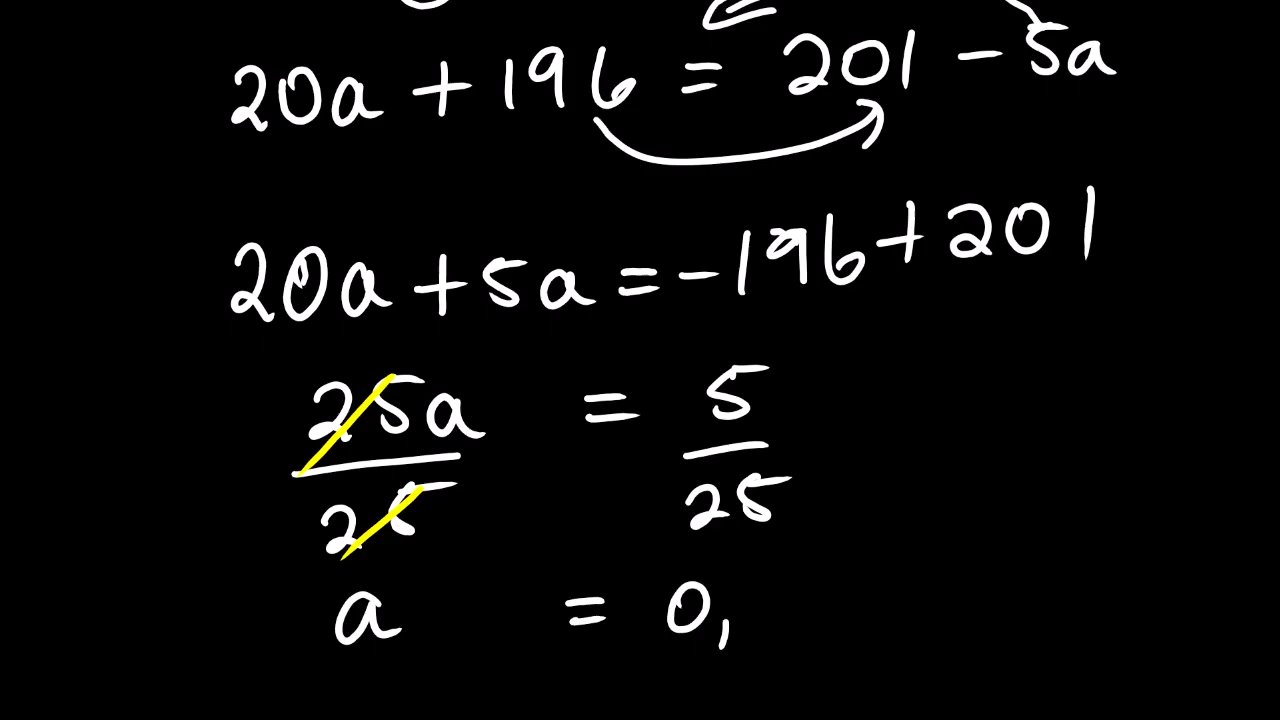 20a + 196 = 201 - 5a
20a + 5a = -196 + 201
25a = 5
25 25
a = 0,